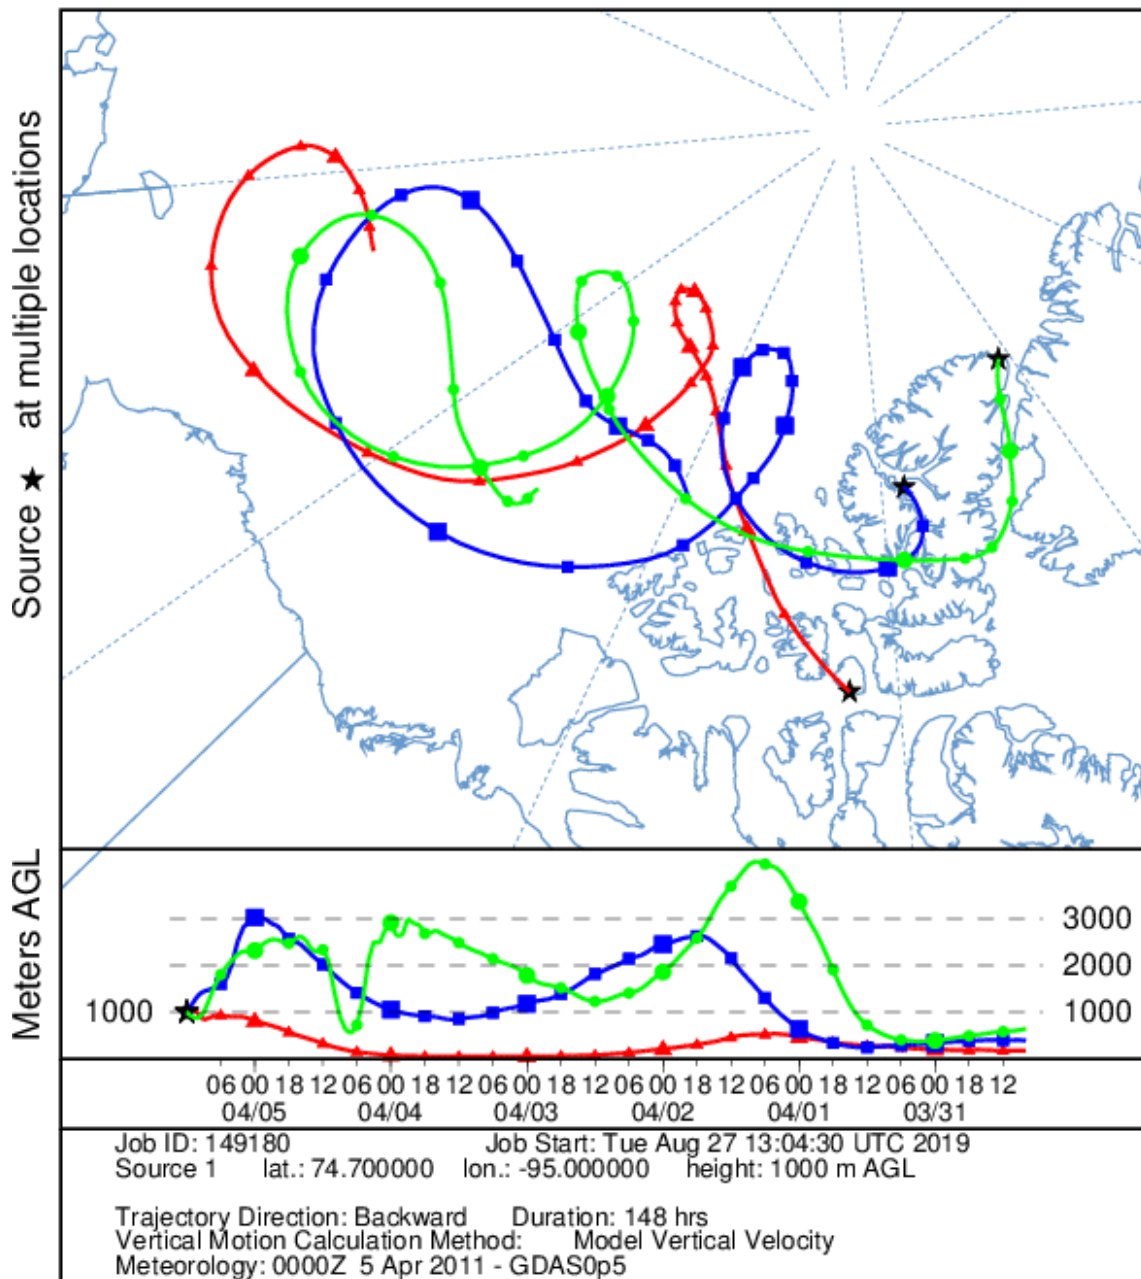 Source ★ at multiple locations
Meters AGL
3000
2000
1000 1000
06 00 18 12 06 00 18 12 06 00 18 12 06 00 18 12 06 00 18 12 06 00 18 12
04/05 04/04 04/03 04/02 04/01 03/31
Job ID: 149180 Job Start: Tue Aug 27 13:04:30 UTC 2019
Source 1 lat.: 74.700000 lon.: -95.000000 height: 1000 m AGL
Trajectory Direction: Backward Duration: 148 hrs
Vertical Motion Calculation Method: Model Vertical Velocity
Meteorology: 0000Z 5 Apr 2011 - GDAS0p5